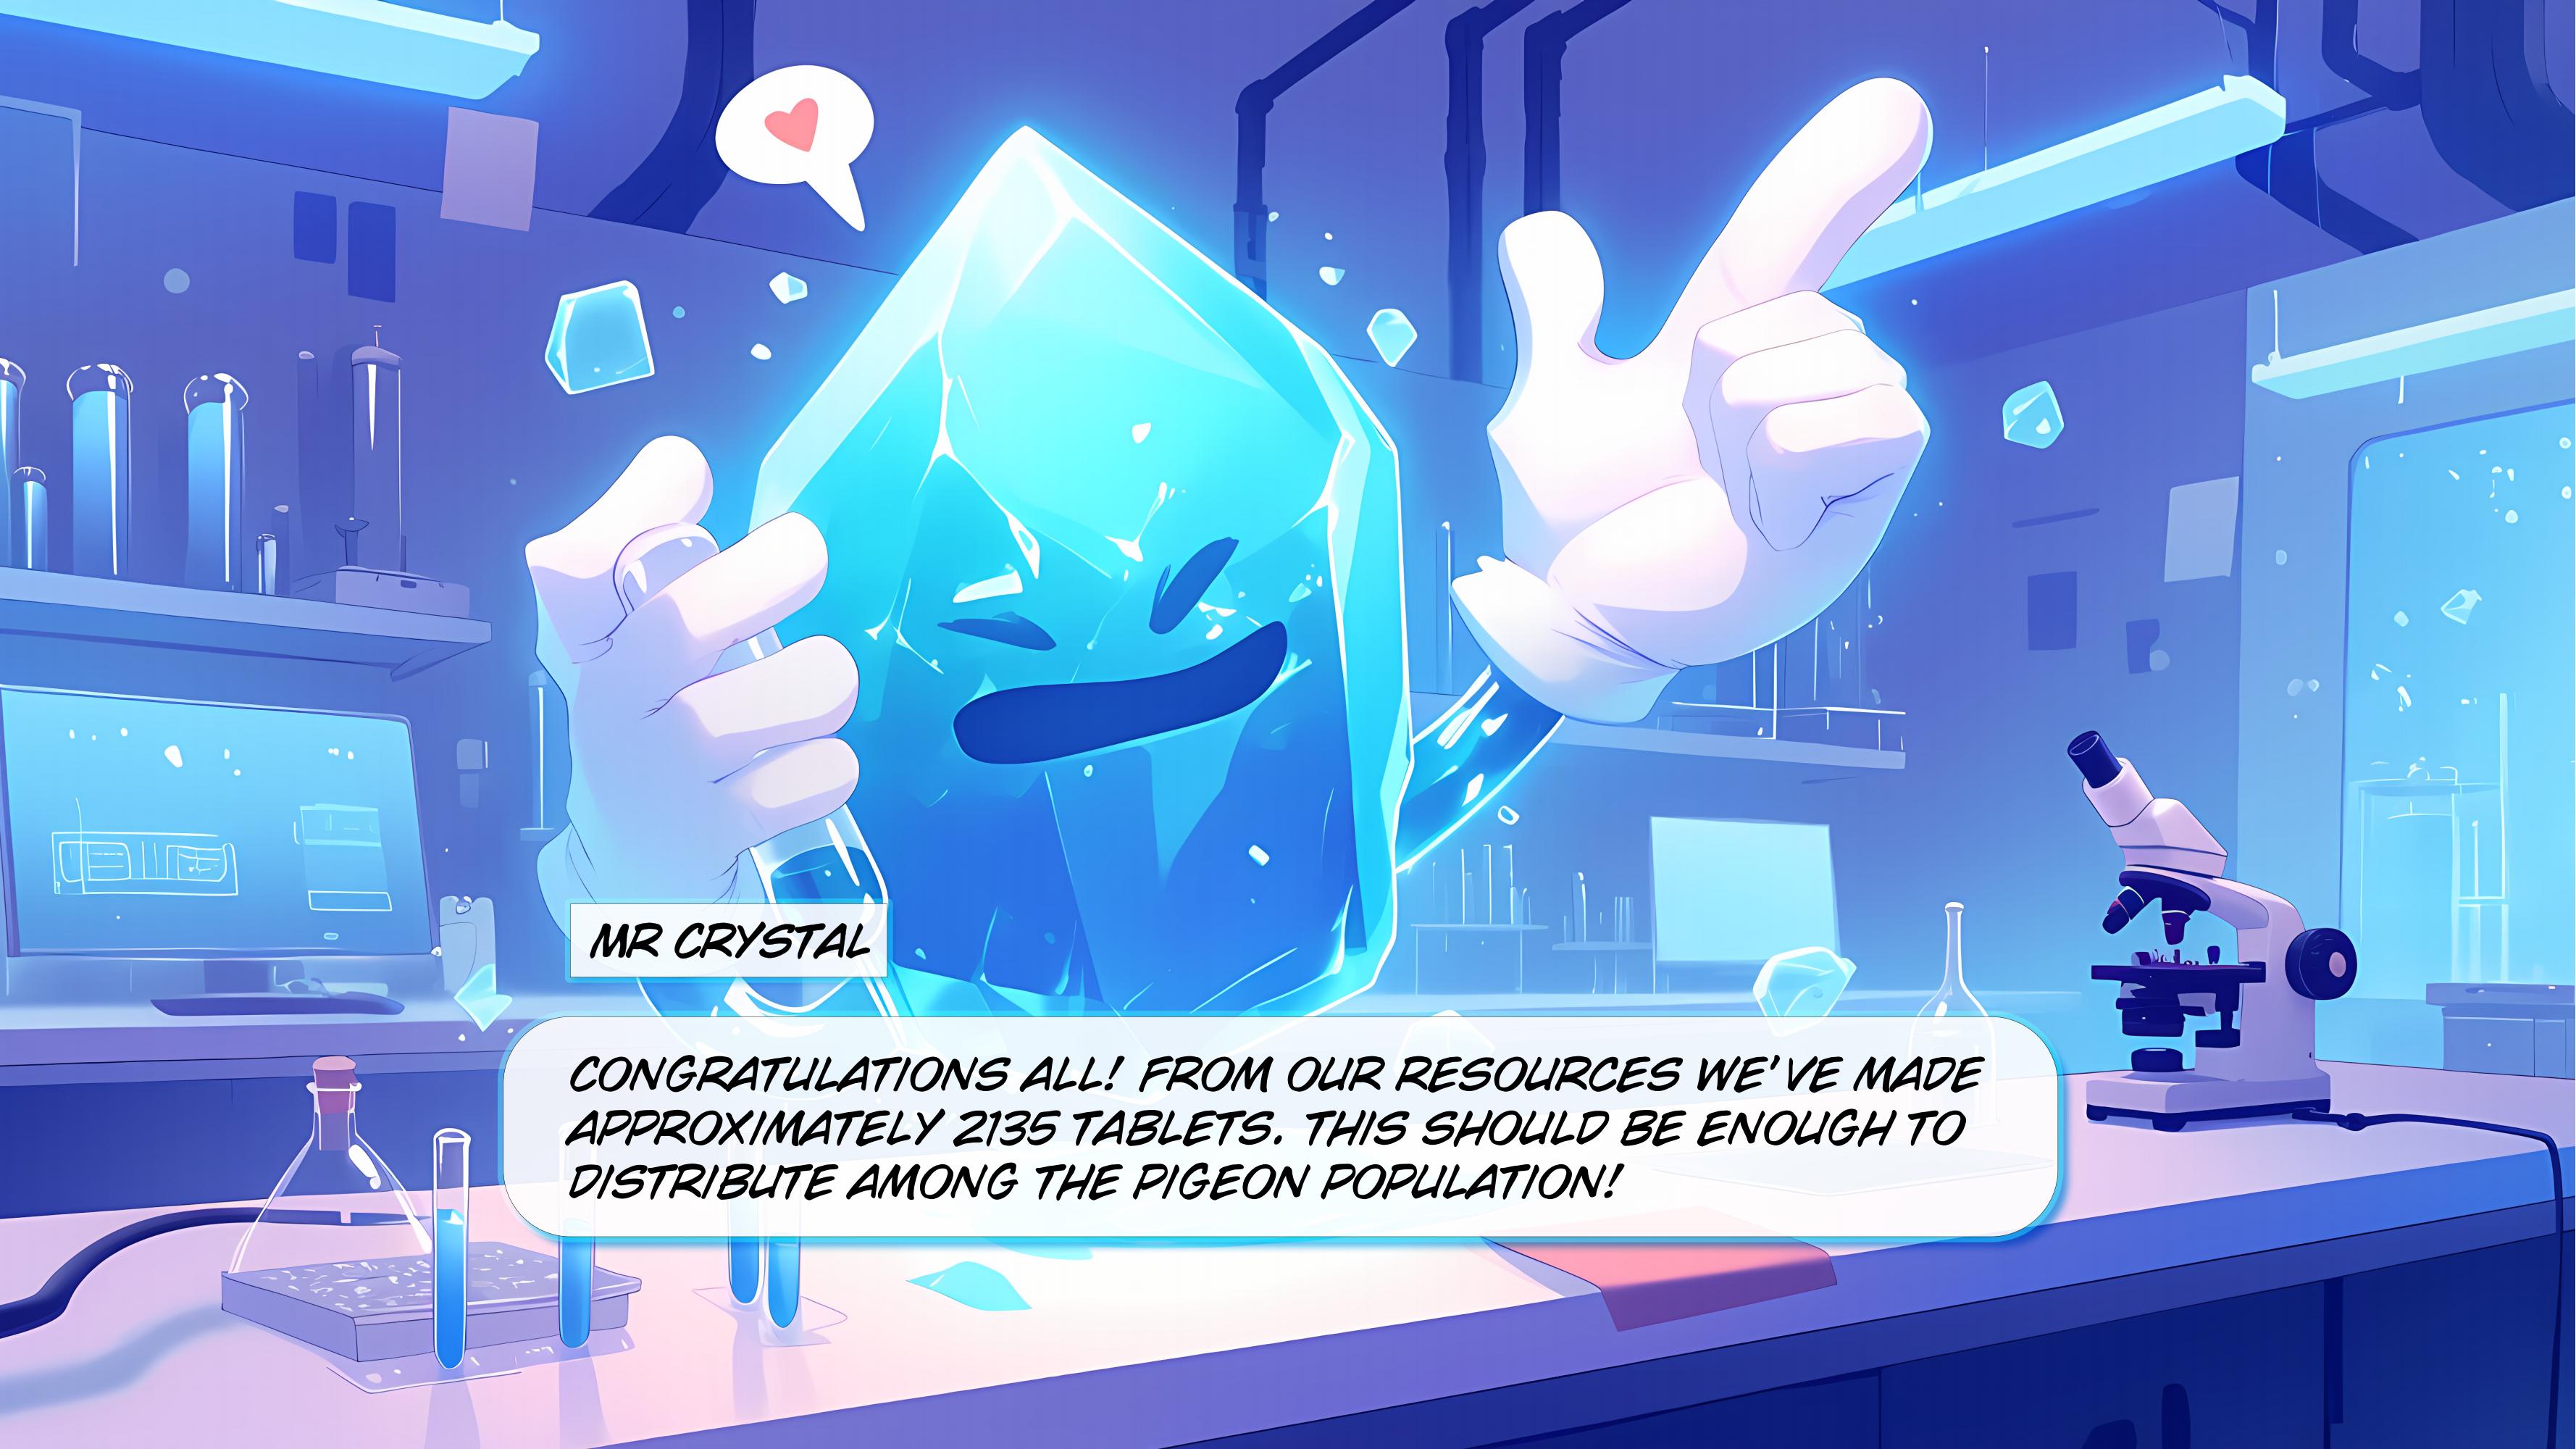 MR CRYSTAL
CONGRATULATIONS ALL! FROM OUR RESOURCES WE'VE MADE
APPROXIMATELY 2135 TABLETS. THIS SHOULD BE ENOUGH TO
DISTRIBUTE AMONG THE PIGEON POPULATION!